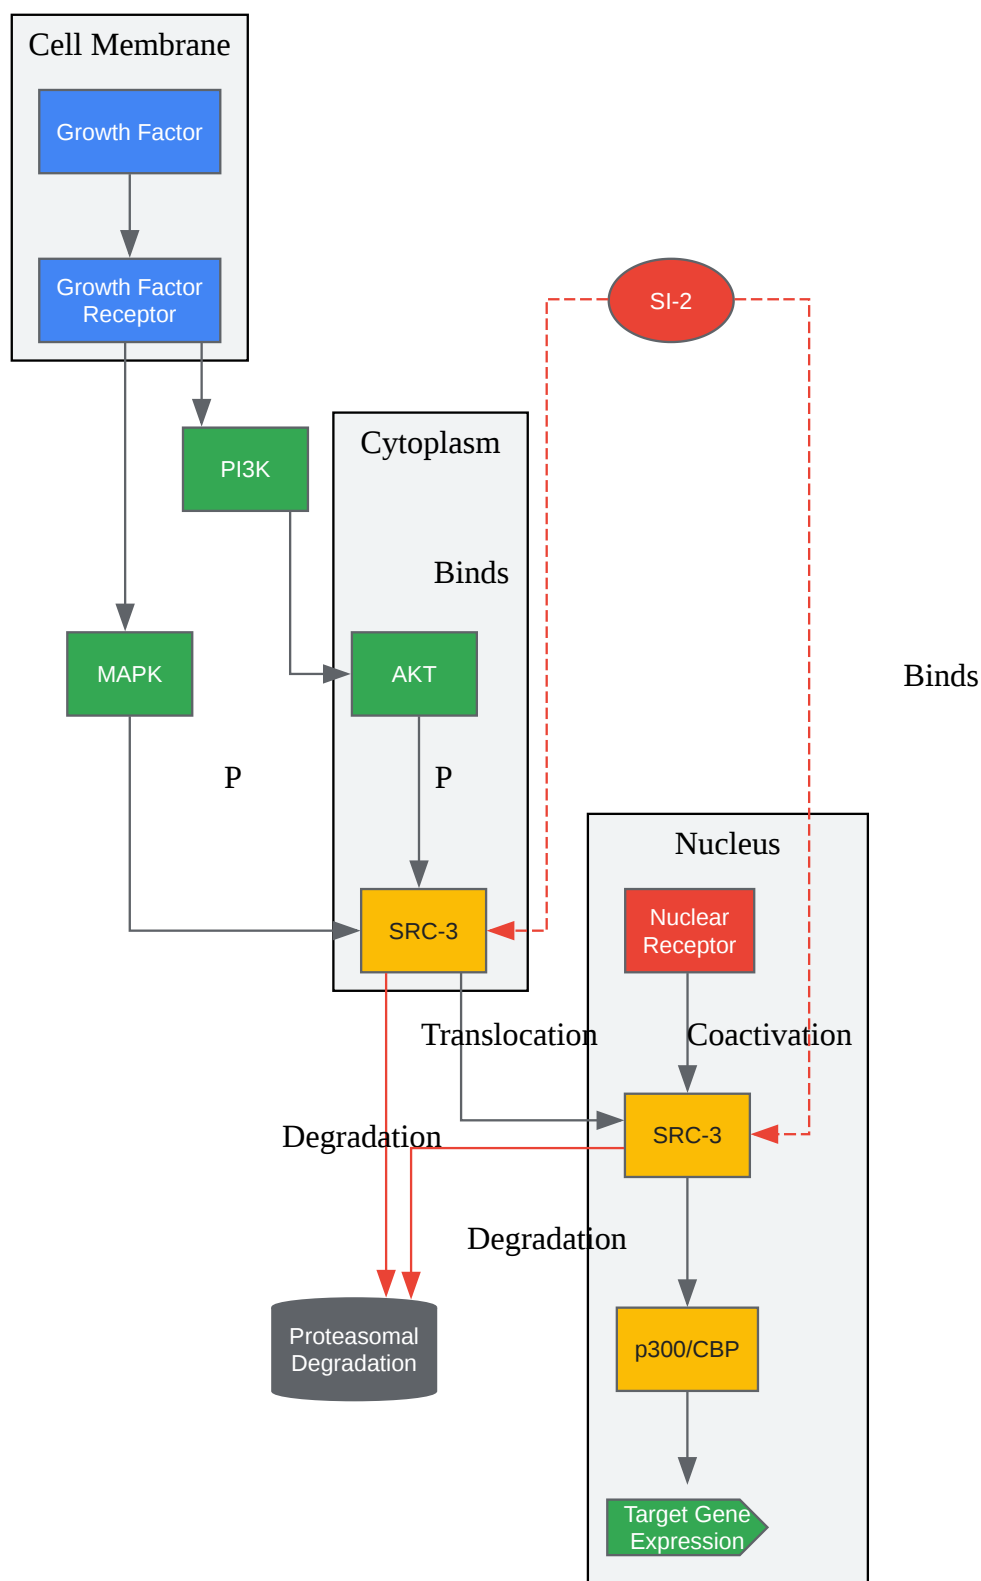 Cell Membrane
Growth Factor
Growth Factor
Receptor
SI-2
Cytoplasm
PI3K
Binds
MAPK
AKT
Binds
P
P
Nucleus
SRC-3
Nuclear
Receptor
Translocation
Coactivation
Degradation
SRC-3
Degradation
Proteasomal
Degradation
p300/CBP
Target Gene
Expression